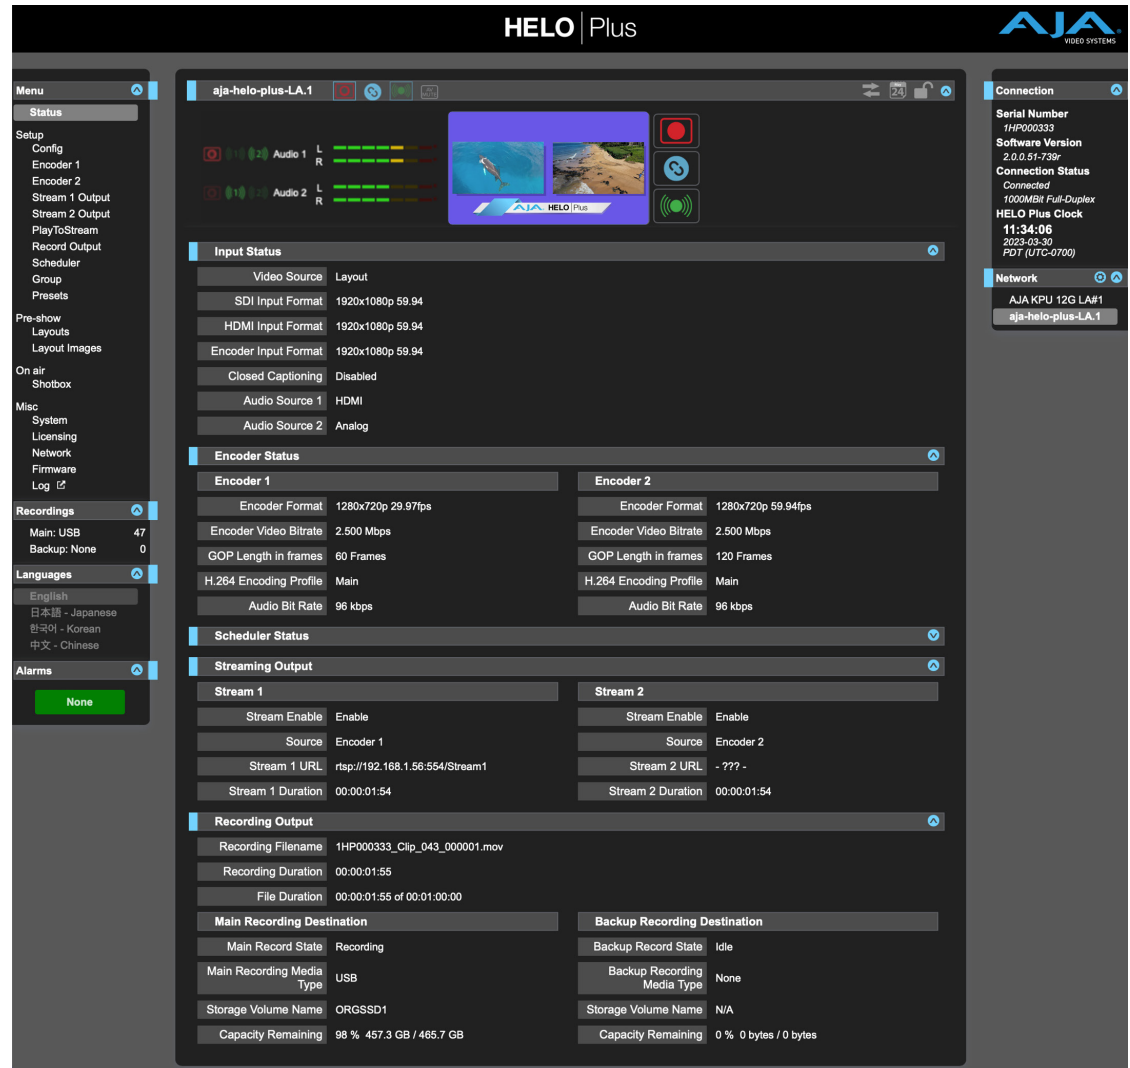 HELO Plus
AJA
VIDEO SYSTEMS
Menu
Status
Setup
Config
Encoder 1
Encoder 2
Stream 1 Output
Stream 2 Output
PlayToStream
Record Output
Scheduler
Group
Presets
Pre-show
Layouts
Layout Images
On air
Shotbox
Misc
System
Licensing
Network
Firmware
Log
Recordings
Main: USB 47
Backup: None 0
Languages
English
日本語 - Japanese
한국어 - Korean
中文 - Chinese
Alarms
None
aja-helo-plus-LA.1
AV MUTE
24
1 2 Audio 1 L
R
1 2 Audio 2 L
R
AJA HELO Plus
Input Status
Video Source Layout
SDI Input Format 1920x1080p 59.94
HDMI Input Format 1920x1080p 59.94
Encoder Input Format 1920x1080p 59.94
Closed Captioning Disabled
Audio Source 1 HDMI
Audio Source 2 Analog
Encoder Status
Encoder 1 Encoder 2
Encoder Format 1280x720p 29.97fps Encoder Format 1280x720p 59.94fps
Encoder Video Bitrate 2.500 Mbps Encoder Video Bitrate 2.500 Mbps
GOP Length in frames 60 Frames GOP Length in frames 120 Frames
H.264 Encoding Profile Main H.264 Encoding Profile Main
Audio Bit Rate 96 kbps Audio Bit Rate 96 kbps
Scheduler Status
Streaming Output
Stream 1 Stream 2
Stream Enable Enable Stream Enable Enable
Source Encoder 1 Source Encoder 2
Stream 1 URL rtsp://192.168.1.56:554/Stream1 Stream 2 URL - ??? -
Stream 1 Duration 00:00:01:54 Stream 2 Duration 00:00:01:54
Recording Output
Recording Filename 1HP000333_Clip_043_000001.mov
Recording Duration 00:00:01:55
File Duration 00:00:01:55 of 00:01:00:00
Main Recording Destination Backup Recording Destination
Main Record State Recording Backup Record State Idle
Main Recording Media Type USB Backup Recording Media Type None
Storage Volume Name ORGSSD1 Storage Volume Name N/A
Capacity Remaining 98 % 457.3 GB / 465.7 GB Capacity Remaining 0 % 0 bytes / 0 bytes
Connection
Serial Number
1HP000333
Software Version
2.0.0.51-739r
Connection Status
Connected
1000MBit Full-Duplex
HELO Plus Clock
11:34:06
2023-03-30
PDT (UTC-0700)
Network
AJA KPU 12G LA#1
aja-helo-plus-LA.1